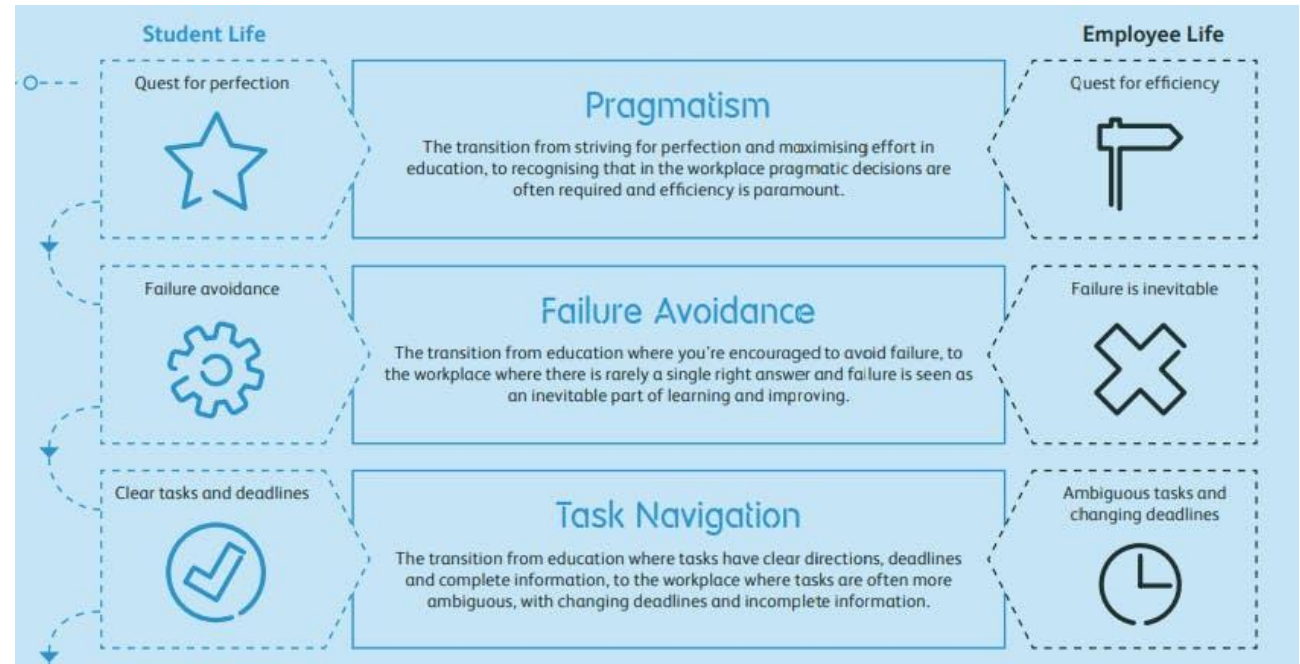 Student Life
Employee Life
Quest for perfection
Pragmatism
The transition from striving for perfection and maximising effort in
education, to recognising that in the workplace pragmatic decisions are
often required and efficiency is paramount.
Quest for efficiency
Failure avoidance
Failure Avoidance
The transition from education where you're encouraged to avoid failure, to
the workplace where there is rarely a single right answer and failure is seen as
an inevitable part of learning and improving.
Failure is inevitable
Clear tasks and deadlines
Task Navigation
The transition from education where tasks have clear directions, deadlines
and complete information, to the workplace where tasks are often more
ambiguous, with changing deadlines and incomplete information.
Ambiguous tasks and
changing deadlines